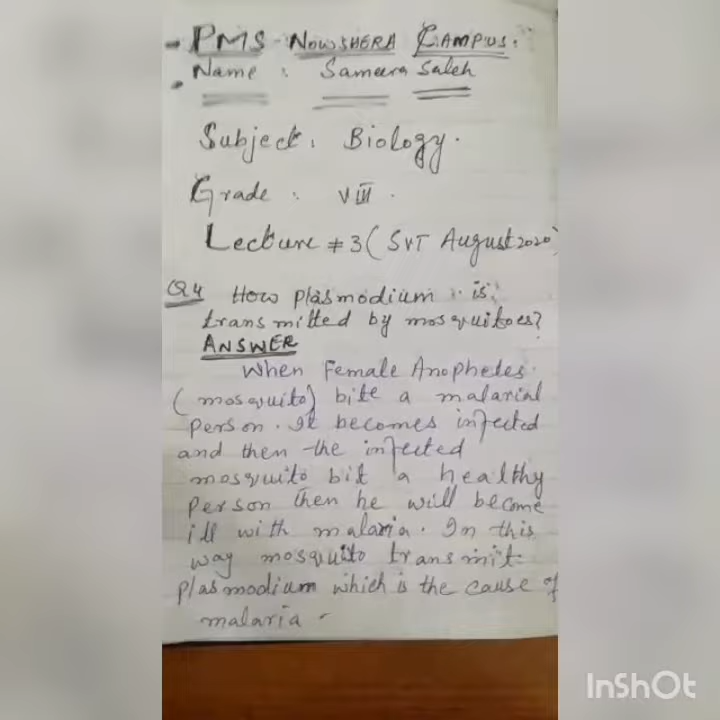 - PMS - NOWSHERA CAMPUS.
Name : Sameera Saleh
Subject: Biology.
Grade : VIII.
Lecture # 3 (SVT August 2020)
Q4 How plasmodium is
transmitted by mosquitoes?
ANSWER
When Female Anopheles
(mosquito) bite a malarial
person. It becomes infected
and then the infected
mosquito bit a healthy
person then he will become
ill with malaria. In this
way mosquito transmit
plasmodium which is the cause of
malaria.
InShOt